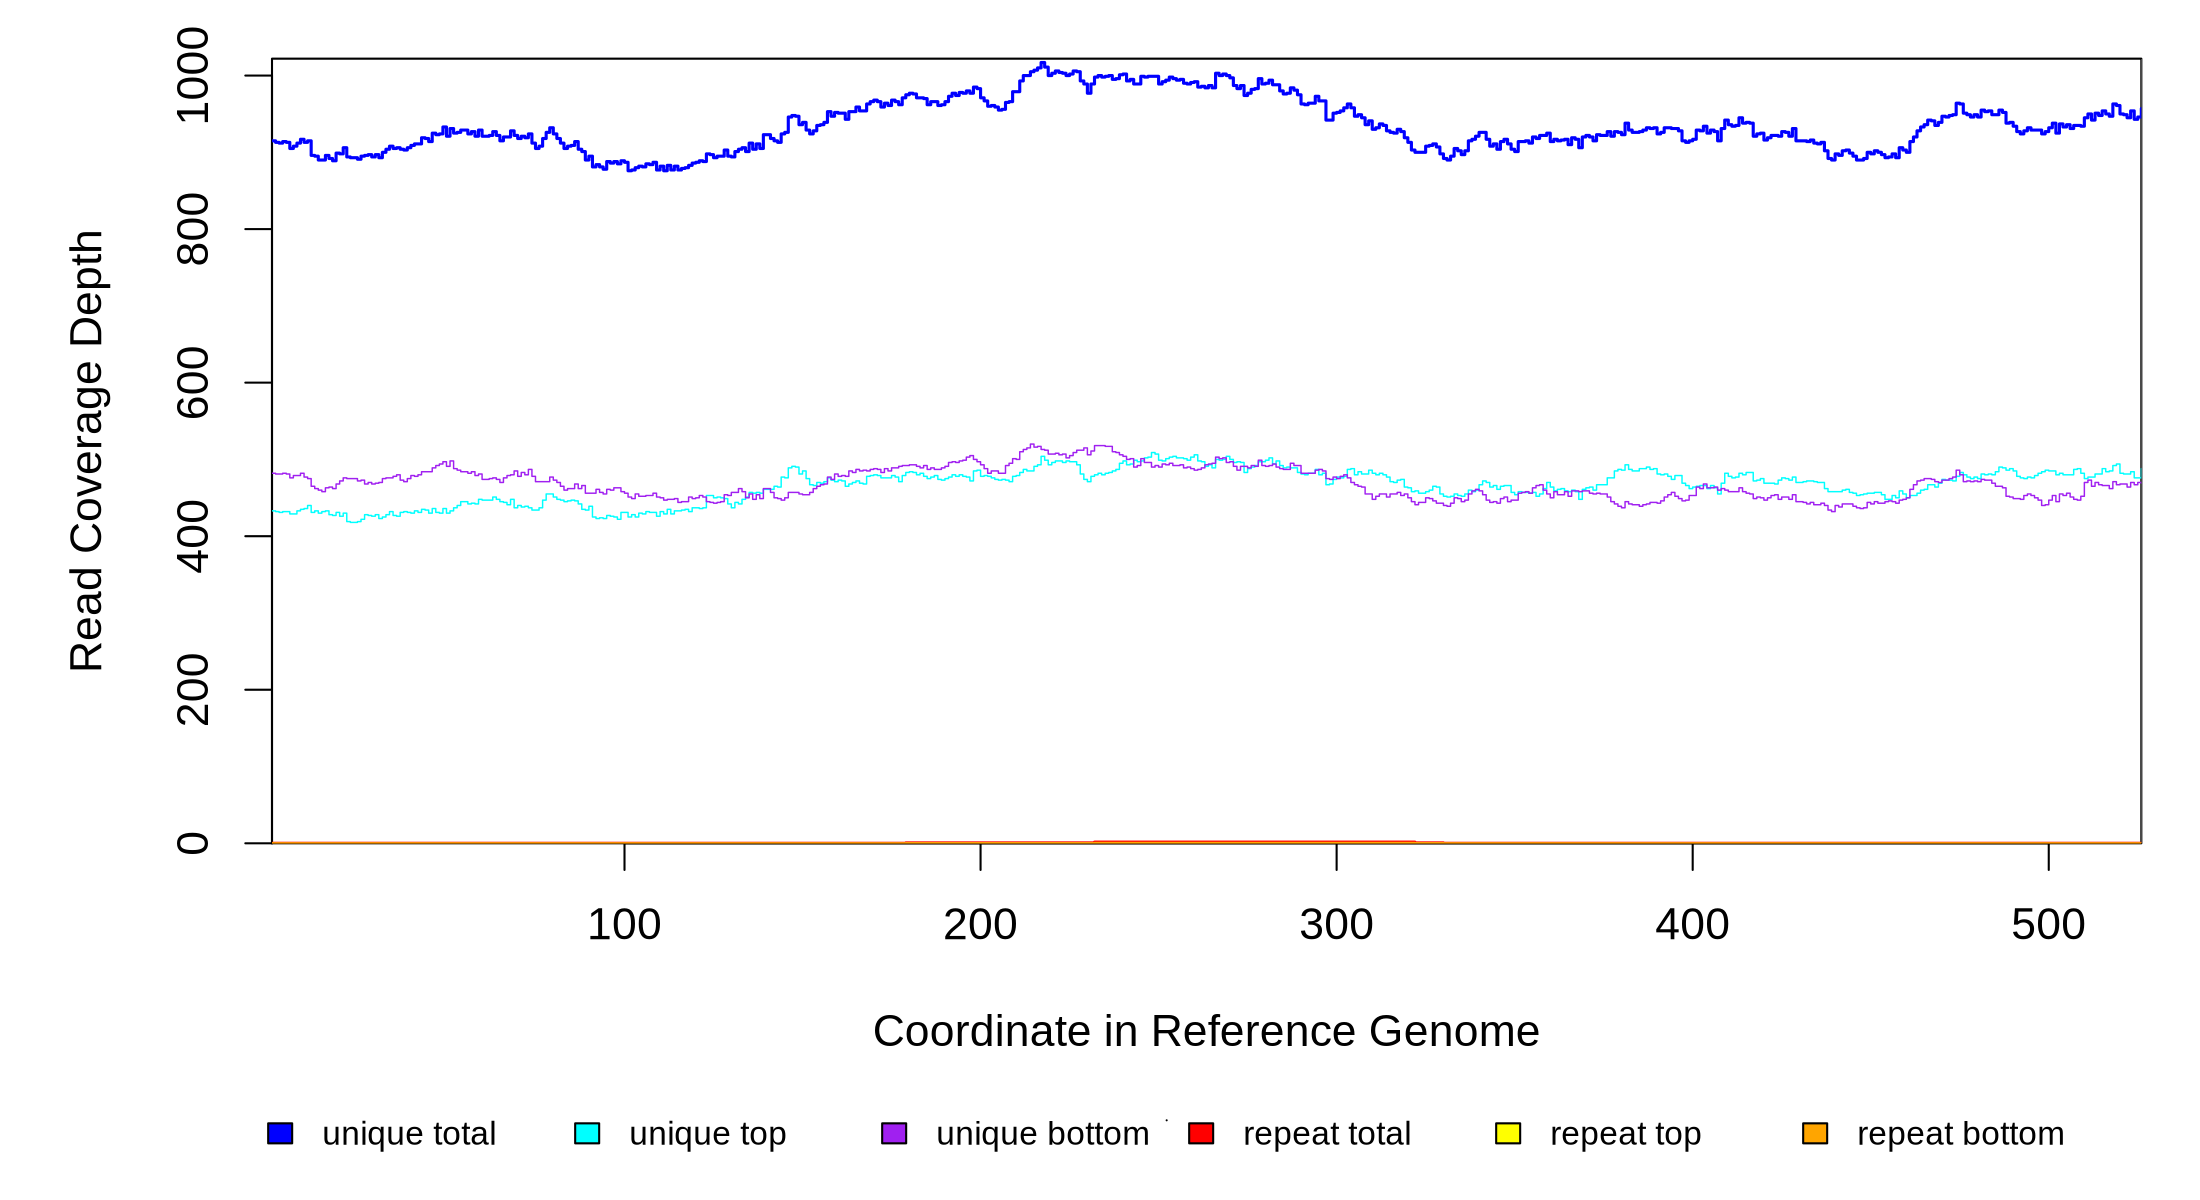 Read Coverage Depth
1000
800
600
400
200
0
100 200 300 400 500
Coordinate in Reference Genome
unique total unique top unique bottom repeat total repeat top repeat bottom